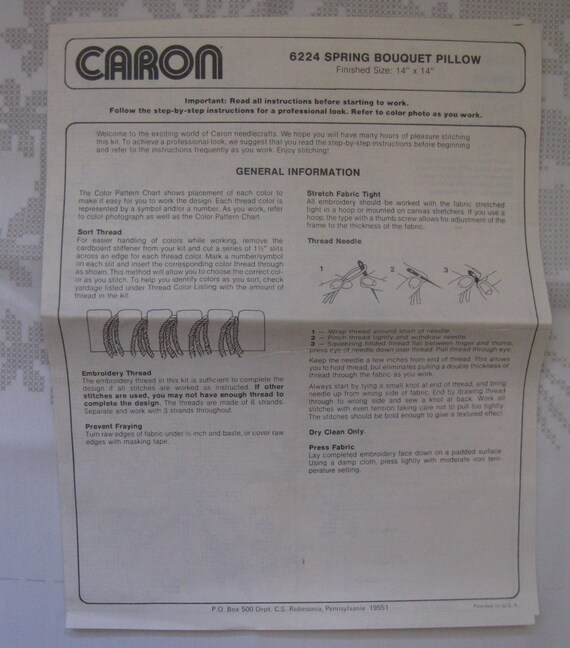 CARON
6224 SPRING BOUQUET PILLOW
Finished Size: 14" x 14"
Important: Read all instructions before starting to work.
Follow the step-by-step instructions for a professional look. Refer to color photo as you work.
Welcome to the exciting world of Caron needlecrafts. We hope you will have many hours of pleasure stitching
this kit. To achieve a professional look, we suggest that you read the step-by-step instructions before beginning
and refer to the instructions frequently as you work. Enjoy stitching!
GENERAL INFORMATION
The Color Pattern Chart shows placement of each color to
make it easy for you to work the design. Each thread color is
represented by a symbol and/or a number. As you work, refer
to color photograph as well as the Color Pattern Chart.
Sort Thread
For easier handling of colors while working, remove the
cardboard stiffener from your kit and cut a series of 1½" slits
across an edge for each thread color. Mark a number/symbol
on each slit and insert the corresponding color thread through
as shown. This method will allow you to choose the correct col-
or as you stitch. To help you identify colors as you sort, check
yardage listed under Thread Color Listing with the amount of
thread in the kit.
Embroidery Thread
The embroidery thread in this kit is sufficient to complete the
design if all stitches are worked as instructed. If other
stitches are used, you may not have enough thread to
complete the design. The threads are made of 6 strands.
Separate and work with 3 strands throughout.
Prevent Fraying
Turn raw edges of fabric under ½ inch and baste, or cover raw
edges with masking tape.
Stretch Fabric Tight
All embroidery should be worked with the fabric stretched
tight in a hoop or mounted on canvas stretchers. If you use a
hoop, the type with a thumb screw allows for adjustment of the
frame to the thickness of the fabric.
Thread Needle
1 2 3
1 — Wrap thread around shaft of needle.
2 — Pinch thread tightly and withdraw needle.
3 — Squeezing folded thread flat between finger and thumb,
press eye of needle down over thread. Pull thread through eye.
Keep the needle a few inches from end of thread. This allows
you to hold thread, but eliminates pulling a double thickness of
thread through the fabric as you work.
Always start by tying a small knot at end of thread, and bring
needle up from wrong side of fabric. End by drawing thread
through to wrong side and sew a knot at back. Work all
stitches with even tension taking care not to pull too tightly.
The stitches should be bold enough to give a textured effect.
Dry Clean Only.
Press Fabric
Lay completed embroidery face down on a padded surface.
Using a damp cloth, press lightly with moderate iron tem-
perature setting.
P.O. Box 500 Dept. C.S. Robesonia, Pennsylvania 19551
Printed in U.S.A.